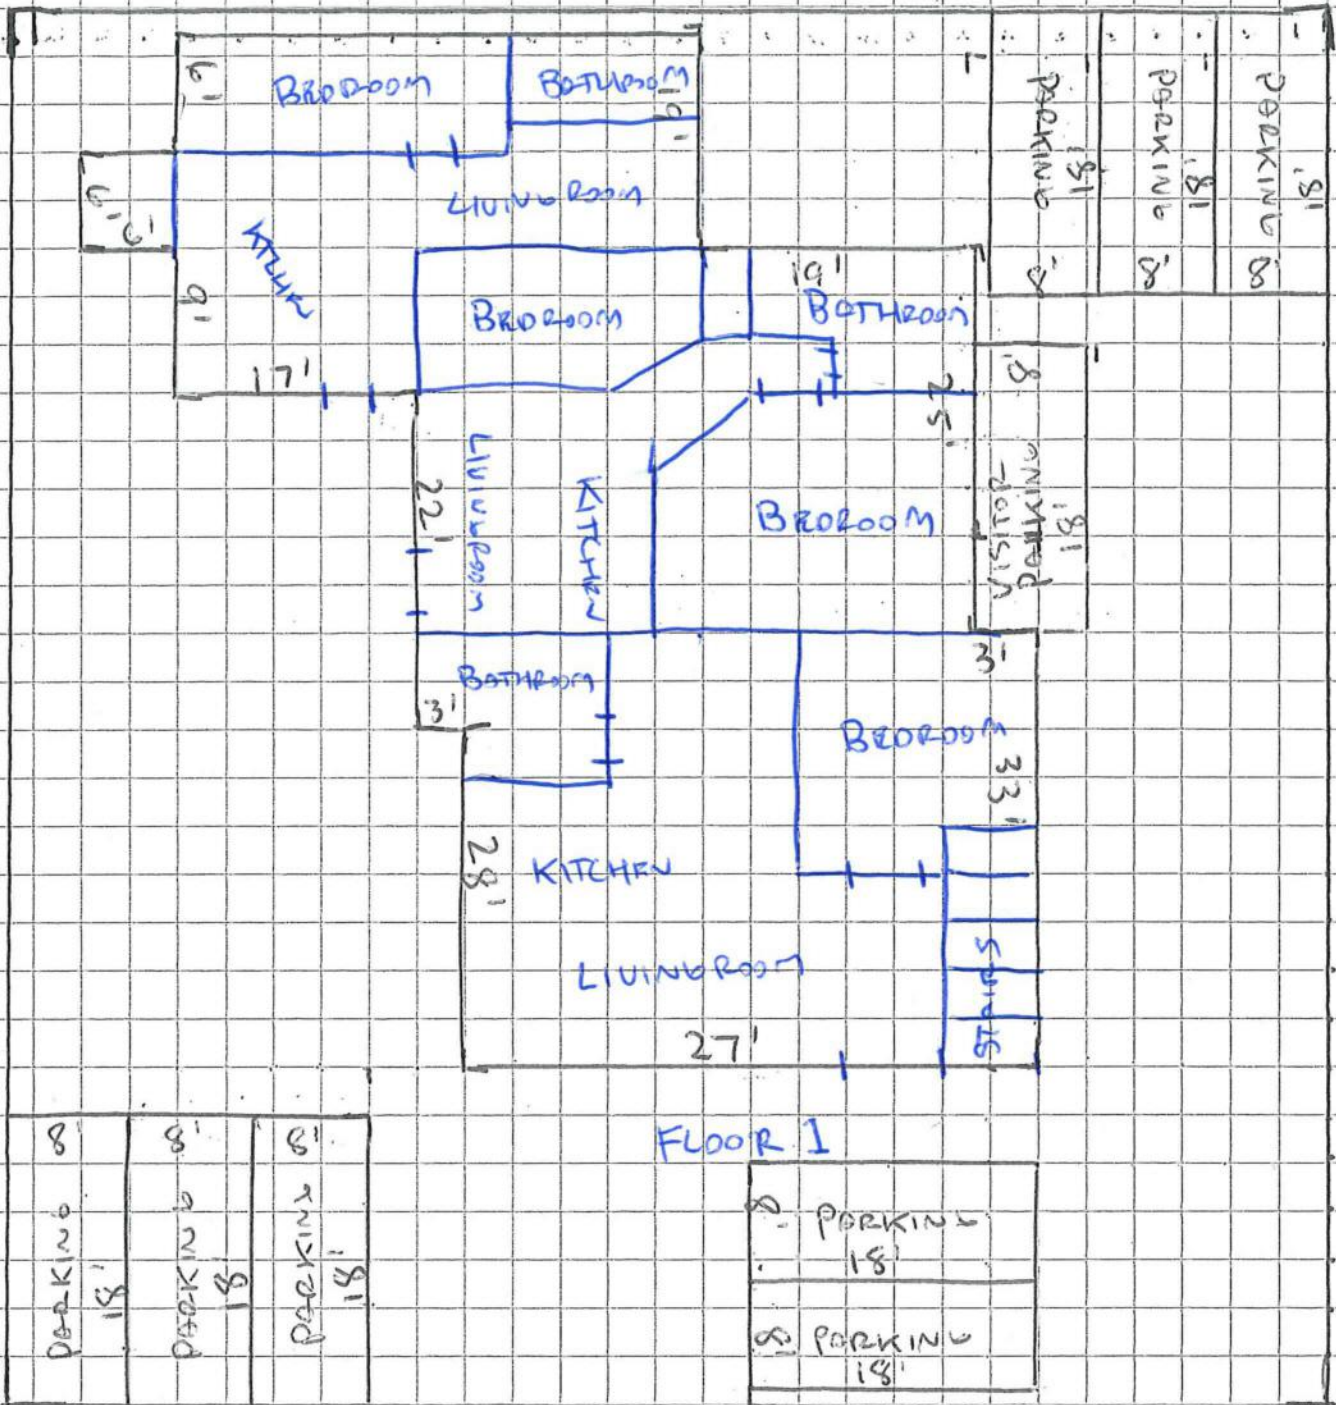 BEDROOM
BATHROOM
6'
19'
PARKING
18'
8'
PARKING
18'
8'
PARKING
18'
8'
6'
6'
LIVINGROOM
9'
BEDROOM
19'
BATHROOM
17'
25'
8'
VISITOR
PARKING
18'
22'
LIVINGROOM
KITCHEN
BEDROOM
3'
BATHROOM
3'
BEDROOM
33'
28'
KITCHEN
LIVINGROOM
STAIRS
27'
FLOOR 1
8'
PARKING
18'
8'
PARKING
18'
8'
PARKING
18'
8'
PARKING
18'
8'
PARKING
18'